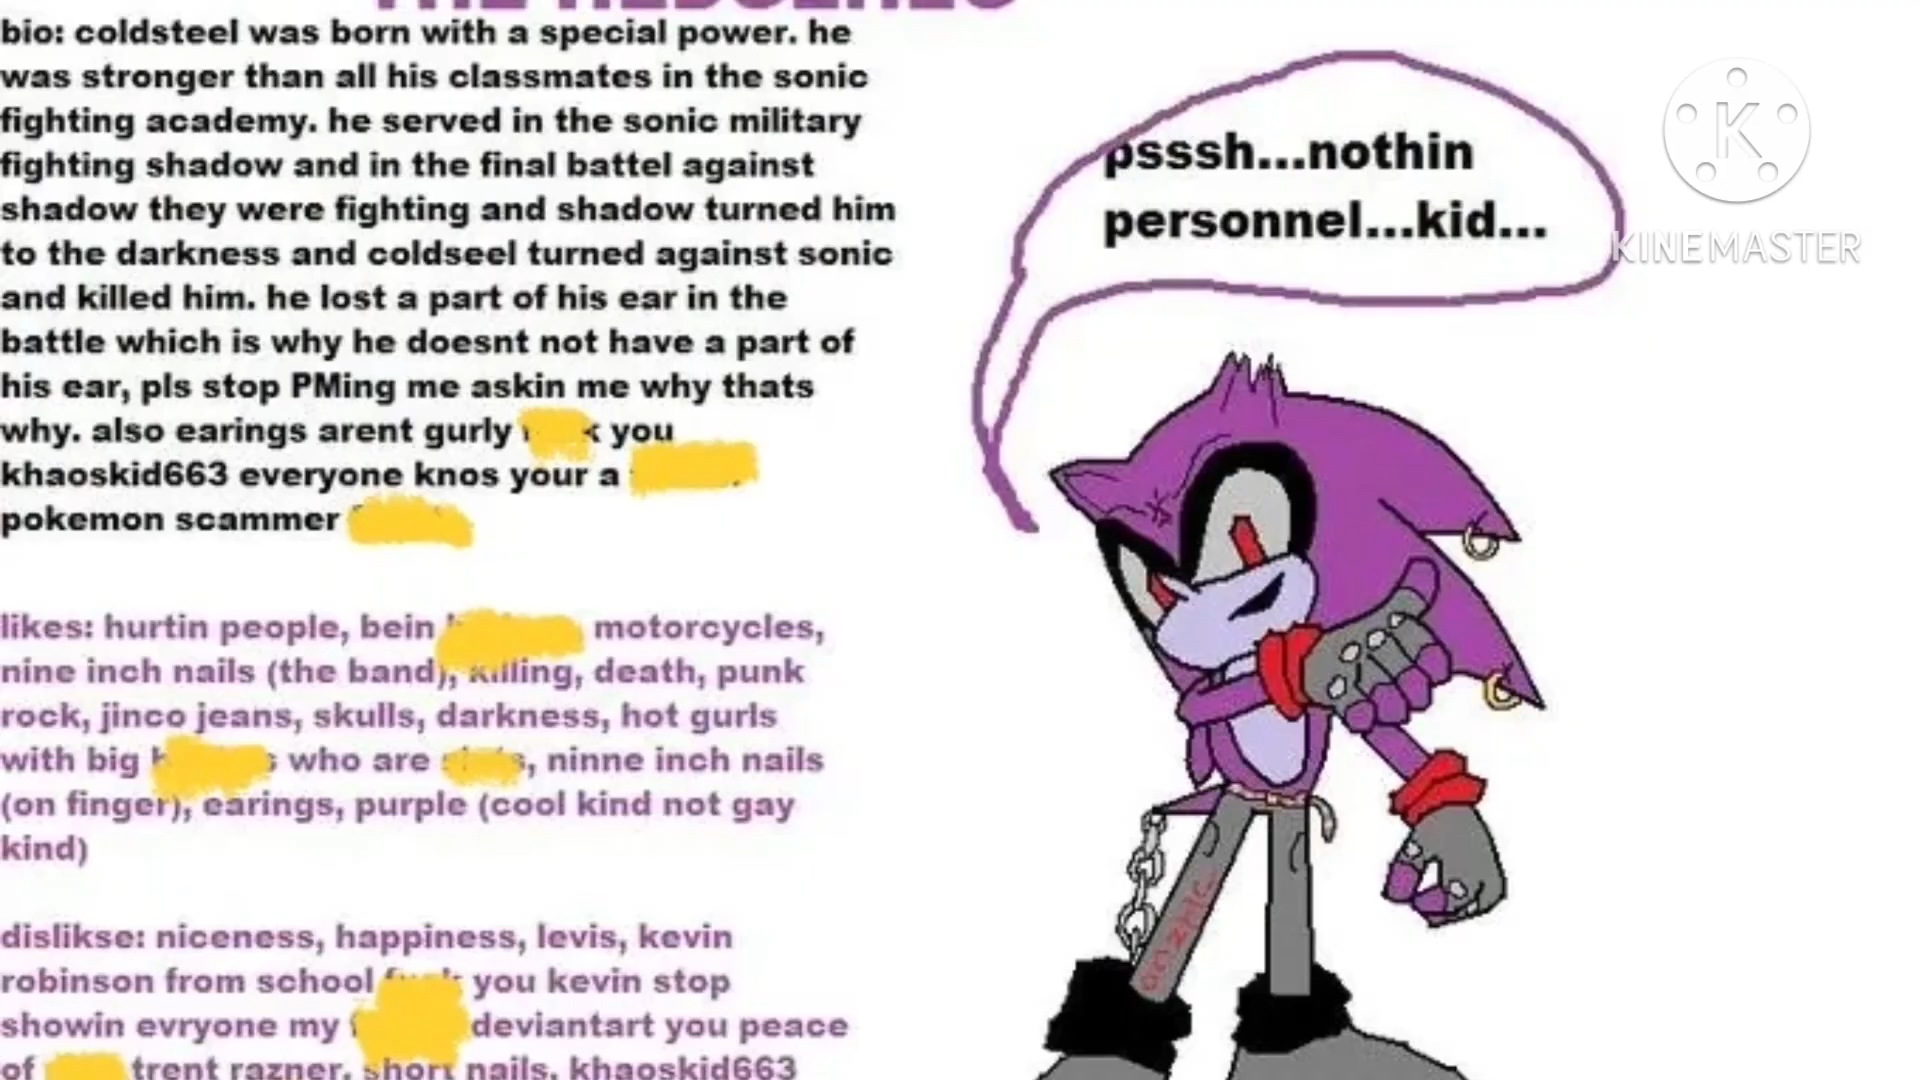 THE HEDGEHEG
bio: coldsteel was born with a special power. he
was stronger than all his classmates in the sonic
fighting academy. he served in the sonic military
fighting shadow and in the final battel against
shadow they were fighting and shadow turned him
to the darkness and coldseel turned against sonic
and killed him. he lost a part of his ear in the
battle which is why he doesnt not have a part of
his ear, pls stop PMing me askin me why thats
why. also earings arent gurly you
khaoskid663 everyone knos your a
pokemon scammer
likes: hurtin people, bein motorcycles,
nine inch nails (the band), killing, death, punk
rock, jinco jeans, skulls, darkness, hot gurls
with big who are , ninne inch nails
(on finger), earings, purple (cool kind not gay
kind)
dislikse: niceness, happiness, levis, kevin
robinson from school you kevin stop
showin evryone my deviantart you peace
of trent razner, short nails, khaoskid663
psssh...nothin
personnel...kid...
K
KINEMASTER